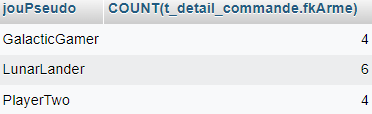 jouPseudo COUNT(t_detail_commande.fkArme)
GalacticGamer 4
LunarLander 6
PlayerTwo 4